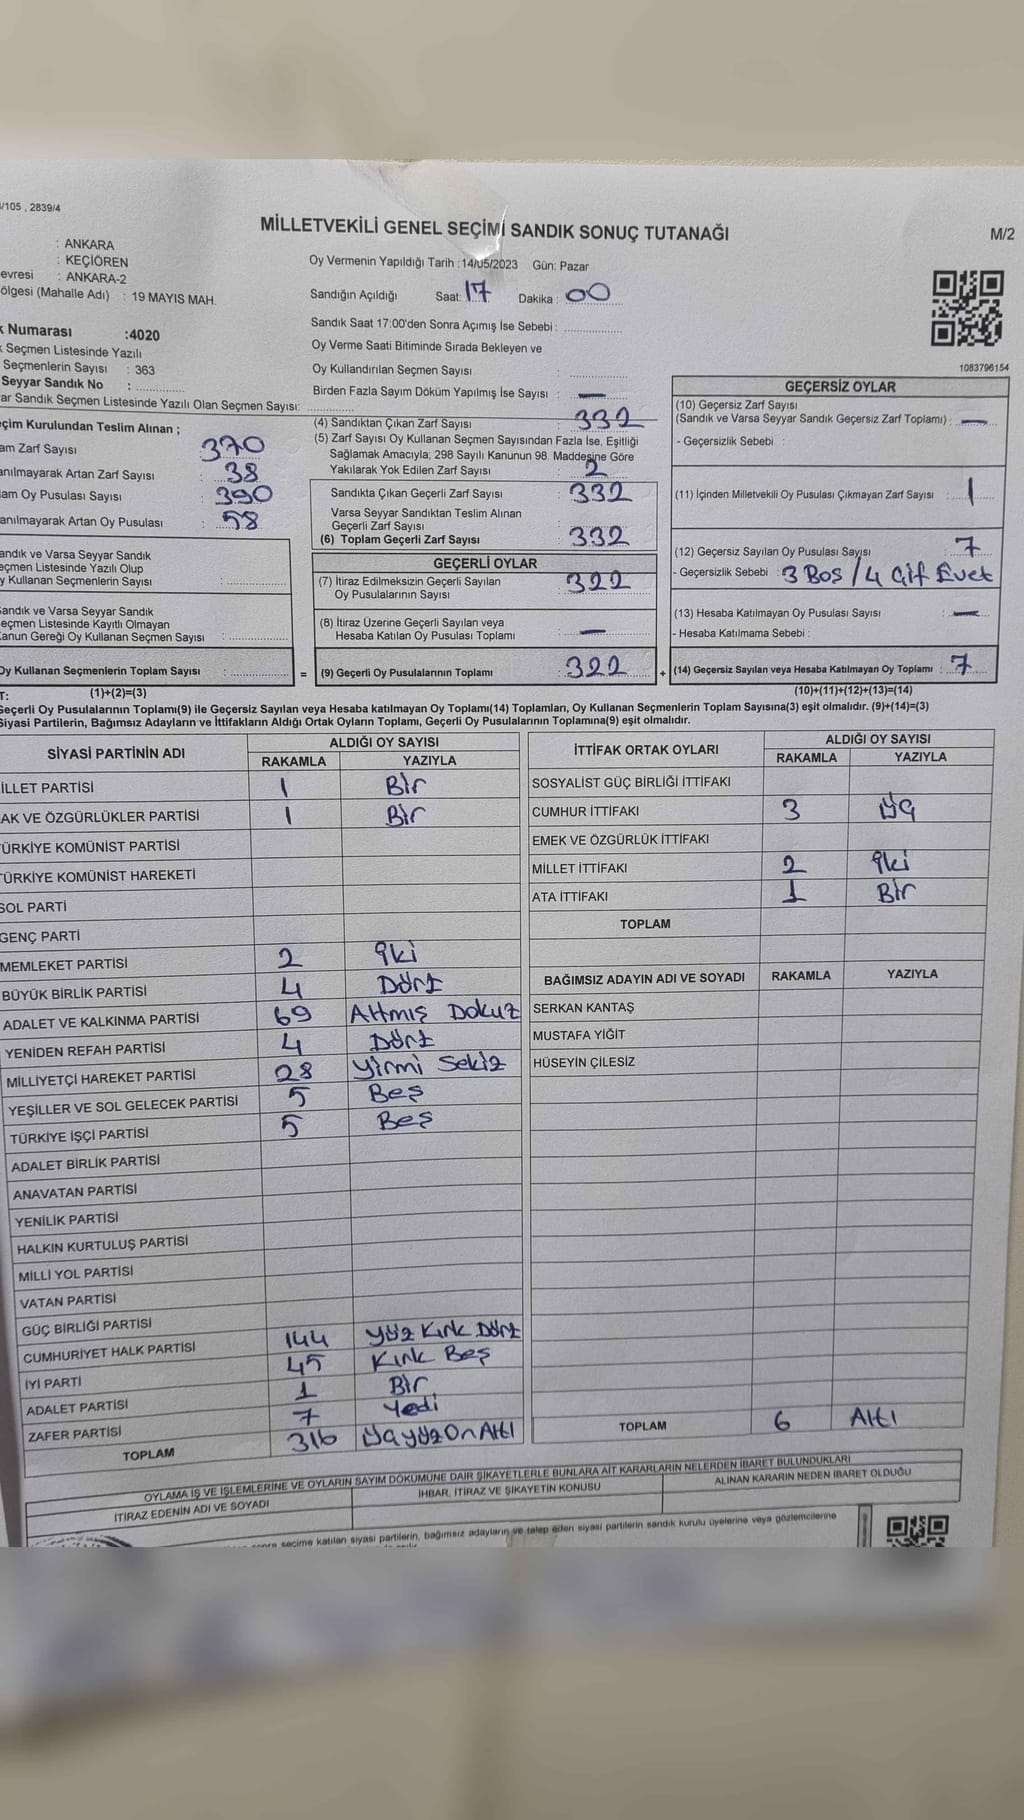 /105 , 2839/4
MİLLETVEKİLİ GENEL SEÇİMİ SANDIK SONUÇ TUTANAĞI
M/2
: ANKARA
: KEÇİÖREN
evresi : ANKARA-2
ölgesi (Mahalle Adı) : 19 MAYIS MAH.
k Numarası :4020
k Seçmen Listesinde Yazılı
Seçmenlerin Sayısı : 363
Seyyar Sandık No :
ar Sandık Seçmen Listesinde Yazılı Olan Seçmen Sayısı:
eçim Kurulundan Teslim Alınan ;
am Zarf Sayısı : 370
anılmayarak Artan Zarf Sayısı : 38
lam Oy Pusulası Sayısı : 390
anılmayarak Artan Oy Pusulası : 58
andık ve Varsa Seyyar Sandık
eçmen Listesinde Yazılı Olup
y Kullanan Seçmenlerin Sayısı :
andık ve Varsa Seyyar Sandık
eçmen Listesinde Kayıtlı Olmayan
Kanun Gereği Oy Kullanan Seçmen Sayısı :
Oy Kullanan Seçmenlerin Toplam Sayısı :
Oy Vermenin Yapıldığı Tarih : 14/05/2023 Gün: Pazar
Sandığın Açıldığı Saat: 17 Dakika : 00
Sandık Saat 17:00'den Sonra Açımış İse Sebebi :
Oy Verme Saati Bitiminde Sırada Bekleyen ve
Oy Kullandırılan Seçmen Sayısı :
Birden Fazla Sayım Döküm Yapılmış İse Sayısı : —
(4) Sandıktan Çıkan Zarf Sayısı : 332
(5) Zarf Sayısı Oy Kullanan Seçmen Sayısından Fazla İse, Eşitliği
Sağlamak Amacıyla; 298 Sayılı Kanunun 98. Maddesine Göre
Yakılarak Yok Edilen Zarf Sayısı : 2
Sandıkta Çıkan Geçerli Zarf Sayısı : 332
Varsa Seyyar Sandıktan Teslim Alınan
Geçerli Zarf Sayısı :
(6) Toplam Geçerli Zarf Sayısı : 332
GEÇERLİ OYLAR
(7) İtiraz Edilmeksizin Geçerli Sayılan
Oy Pusulalarının Sayısı : 322
(8) İtiraz Üzerine Geçerli Sayılan veya
Hesaba Katılan Oy Pusulası Toplamı : —
= (9) Geçerli Oy Pusulalarının Toplamı : 322 +
1083796154
GEÇERSİZ OYLAR
(10) Geçersiz Zarf Sayısı
(Sandık ve Varsa Seyyar Sandık Geçersiz Zarf Toplamı) : —
- Geçersizlik Sebebi :
(11) İçinden Milletvekili Oy Pusulası Çıkmayan Zarf Sayısı : 1
(12) Geçersiz Sayılan Oy Pusulası Sayısı : 7
- Geçersizlik Sebebi : 3 Boş / 4 Çif Evet
(13) Hesaba Katılmayan Oy Pusulası Sayısı : —
- Hesaba Katılmama Sebebi :
(14) Geçersiz Sayılan veya Hesaba Katılmayan Oy Toplamı : 7
T: (1)+(2)=(3)
(10)+(11)+(12)+(13)=(14)
Geçerli Oy Pusulalarının Toplamı(9) ile Geçersiz Sayılan veya Hesaba katılmayan Oy Toplamı(14) Toplamları, Oy Kullanan Seçmenlerin Toplam Sayısına(3) eşit olmalıdır. (9)+(14)=(3)
Siyasi Partilerin, Bağımsız Adayların ve İttifakların Aldığı Ortak Oyların Toplamı, Geçerli Oy Pusulalarının Toplamına(9) eşit olmalıdır.
SİYASİ PARTİNİN ADI ALDIĞI OY SAYISI
RAKAMLA YAZIYLA
İLLET PARTİSİ 1 Bir
AK VE ÖZGÜRLÜKLER PARTİSİ 1 Bir
TÜRKİYE KOMÜNİST PARTİSİ
TÜRKİYE KOMÜNİST HAREKETİ
SOL PARTİ
GENÇ PARTİ
MEMLEKET PARTİSİ 2 İki
BÜYÜK BİRLİK PARTİSİ 4 Dört
ADALET VE KALKINMA PARTİSİ 69 Altmış Dokuz
YENİDEN REFAH PARTİSİ 4 Dört
MİLLİYETÇİ HAREKET PARTİSİ 28 Yirmi Sekiz
YEŞİLLER VE SOL GELECEK PARTİSİ 5 Beş
TÜRKİYE İŞÇİ PARTİSİ 5 Beş
ADALET BİRLİK PARTİSİ
ANAVATAN PARTİSİ
YENİLİK PARTİSİ
HALKIN KURTULUŞ PARTİSİ
MİLLİ YOL PARTİSİ
VATAN PARTİSİ
GÜÇ BİRLİĞİ PARTİSİ
CUMHURİYET HALK PARTİSİ 144 Yüz Kırk Dört
İYİ PARTİ 45 Kırk Beş
ADALET PARTİSİ 1 Bir
ZAFER PARTİSİ 7 Yedi
TOPLAM 316 Üçyüz On Altı
İTTİFAK ORTAK OYLARI ALDIĞI OY SAYISI
RAKAMLA YAZIYLA
SOSYALİST GÜÇ BİRLİĞİ İTTİFAKI
CUMHUR İTTİFAKI 3 Üç
EMEK VE ÖZGÜRLÜK İTTİFAKI
MİLLET İTTİFAKI 2 İki
ATA İTTİFAKI 1 Bir
TOPLAM
BAĞIMSIZ ADAYIN ADI VE SOYADI RAKAMLA YAZIYLA
SERKAN KANTAŞ
MUSTAFA YİĞİT
HÜSEYİN ÇİLESİZ
TOPLAM 6 Altı
OYLAMA İŞ VE İŞLEMLERİNE VE OYLARIN SAYIM DÖKÜMÜNE DAİR ŞİKAYETLERLE BUNLARA AİT KARARLARIN NELERDEN İBARET BULUNDUKLARI
İTİRAZ EDENİN ADI VE SOYADI İHBAR, İTİRAZ VE ŞİKAYETİN KONUSU ALINAN KARARIN NEDEN İBARET OLDUĞU
seçime katılan siyasi partilerin, bağımsız adayların ve talep eden siyasi partilerin sandık kurulu üyelerine veya gözlemcilerine